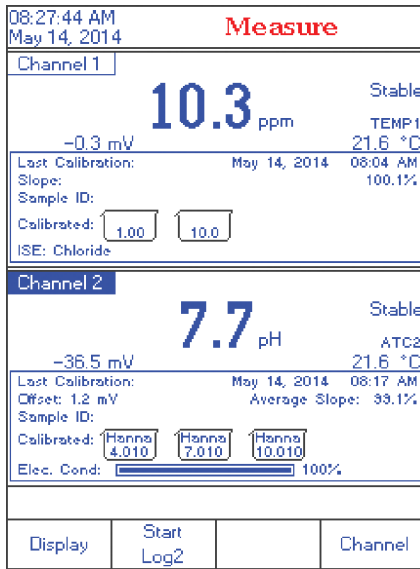 08:27:44 AM
May 14, 2014
Measure
Channel 1
10.3 ppm
Stable
TEMP1
-0.3 mV
21.6 °C
Last Calibration: May 14, 2014 08:04 AM
Slope: 100.1%
Sample ID:
Calibrated: 1.00 10.0
ISE: Chloride
Channel 2
7.7 pH
Stable
ATC2
-36.5 mV
21.6 °C
Last Calibration: May 14, 2014 08:17 AM
Offset: 1.2 mV Average Slope: 99.1%
Sample ID:
Calibrated: Hanna 4.010 Hanna 7.010 Hanna 10.010
Elec. Cond: 100%
Display
Start
Log2
Channel